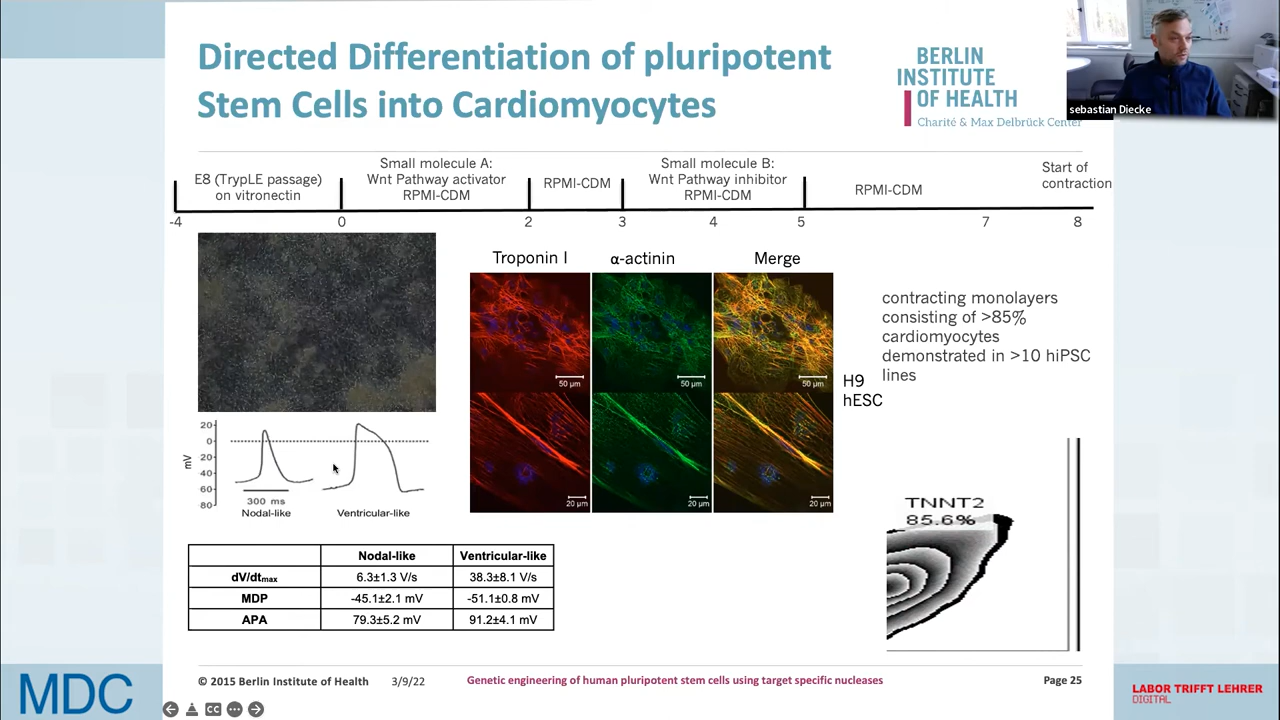 Directed Differentiation of pluripotent
Stem Cells into Cardiomyocytes
BERLIN
INSTITUTE
OF HEALTH
Charité & Max Delbrück Center
sebastian Diecke
E8 (TrypLE passage)
on vitronectin
Small molecule A:
Wnt Pathway activator
RPMI-CDM
RPMI-CDM
Small molecule B:
Wnt Pathway inhibitor
RPMI-CDM
RPMI-CDM
Start of
contraction
-4 0 2 3 4 5 7 8
Troponin I α-actinin Merge
50 µm 50 µm 50 µm
20 µm 20 µm 20 µm
H9
hESC
contracting monolayers
consisting of >85%
cardiomyocytes
demonstrated in >10 hiPSC
lines
mV
20
0
20
40
60
80
300 ms
Nodal-like Ventricular-like
TNNT2
85.6%
Nodal-like Ventricular-like
dV/dtmax 6.3±1.3 V/s 38.3±8.1 V/s
MDP -45.1±2.1 mV -51.1±0.8 mV
APA 79.3±5.2 mV 91.2±4.1 mV
© 2015 Berlin Institute of Health 3/9/22 Genetic engineering of human pluripotent stem cells using target specific nucleases Page 25
MDC
CC
LABOR TRIFFT LEHRER
DIGITAL